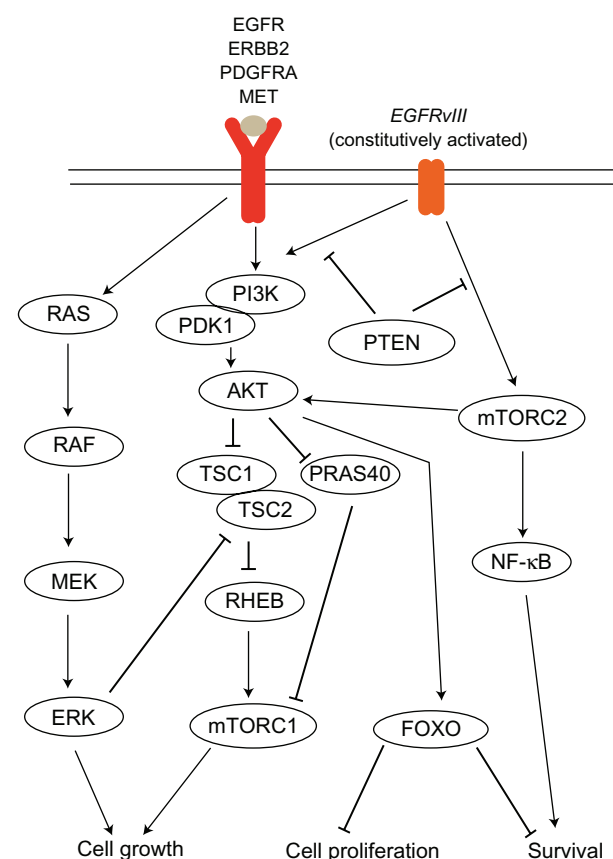 EGFR
ERBB2
PDGFRA
MET
EGFRvIII
(constitutively activated)
PI3K
RAS
PDK1
PTEN
AKT
mTORC2
RAF
TSC1
PRAS40
TSC2
NF-κB
MEK
RHEB
ERK
mTORC1
FOXO
Cell growth
Cell proliferation
Survival